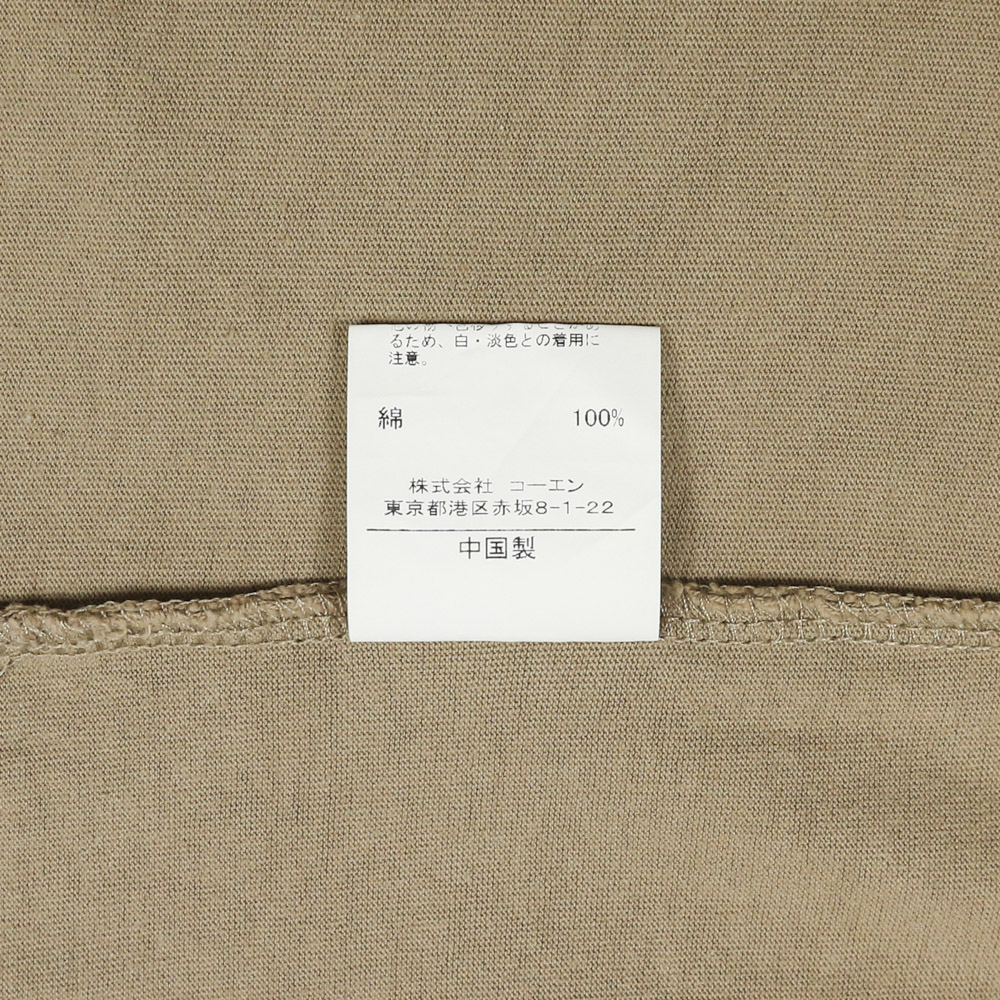 るため、白・淡色との着用に
注意。
綿 100%
株式会社 コーエン
東京都港区赤坂8-1-22
中国製